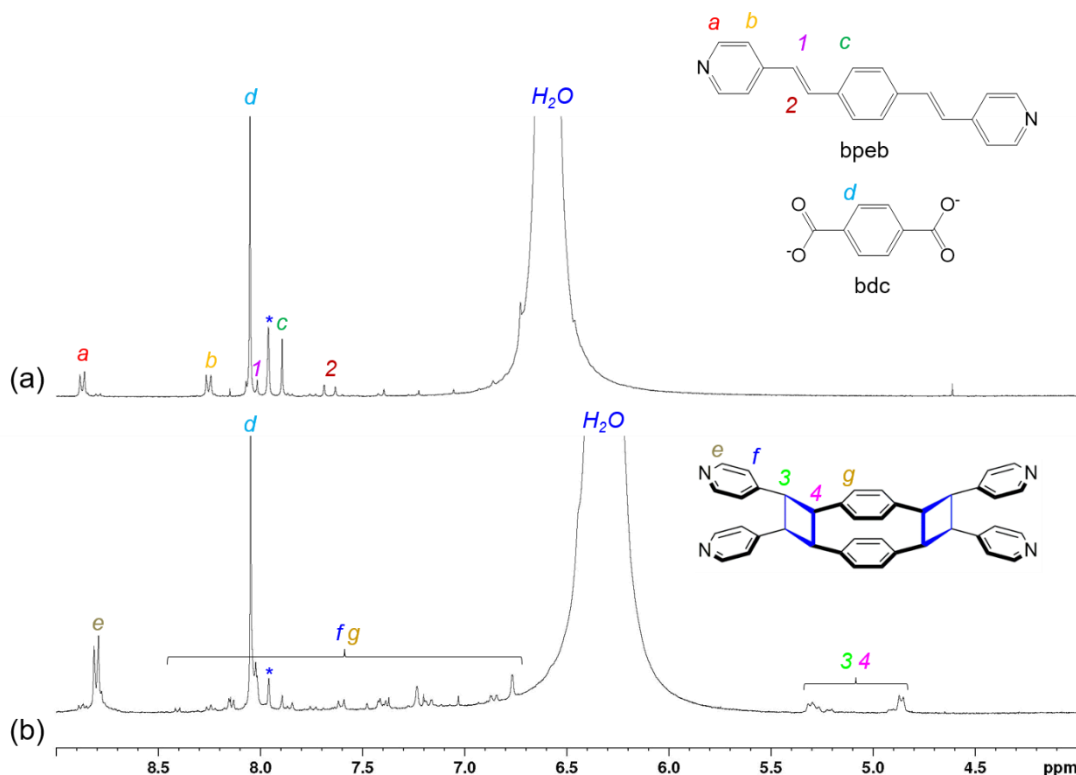 a b 1 c
N
2
N
bpeb
d
O O-
-O O
bdc
d
H2O
a b 1 * c 2
(a)
d
H2O
e f 3 4 g
N N
N N
e
f g
*
3 4
(b)
8.5 8.0 7.5 7.0 6.5 6.0 5.5 5.0 4.5 ppm